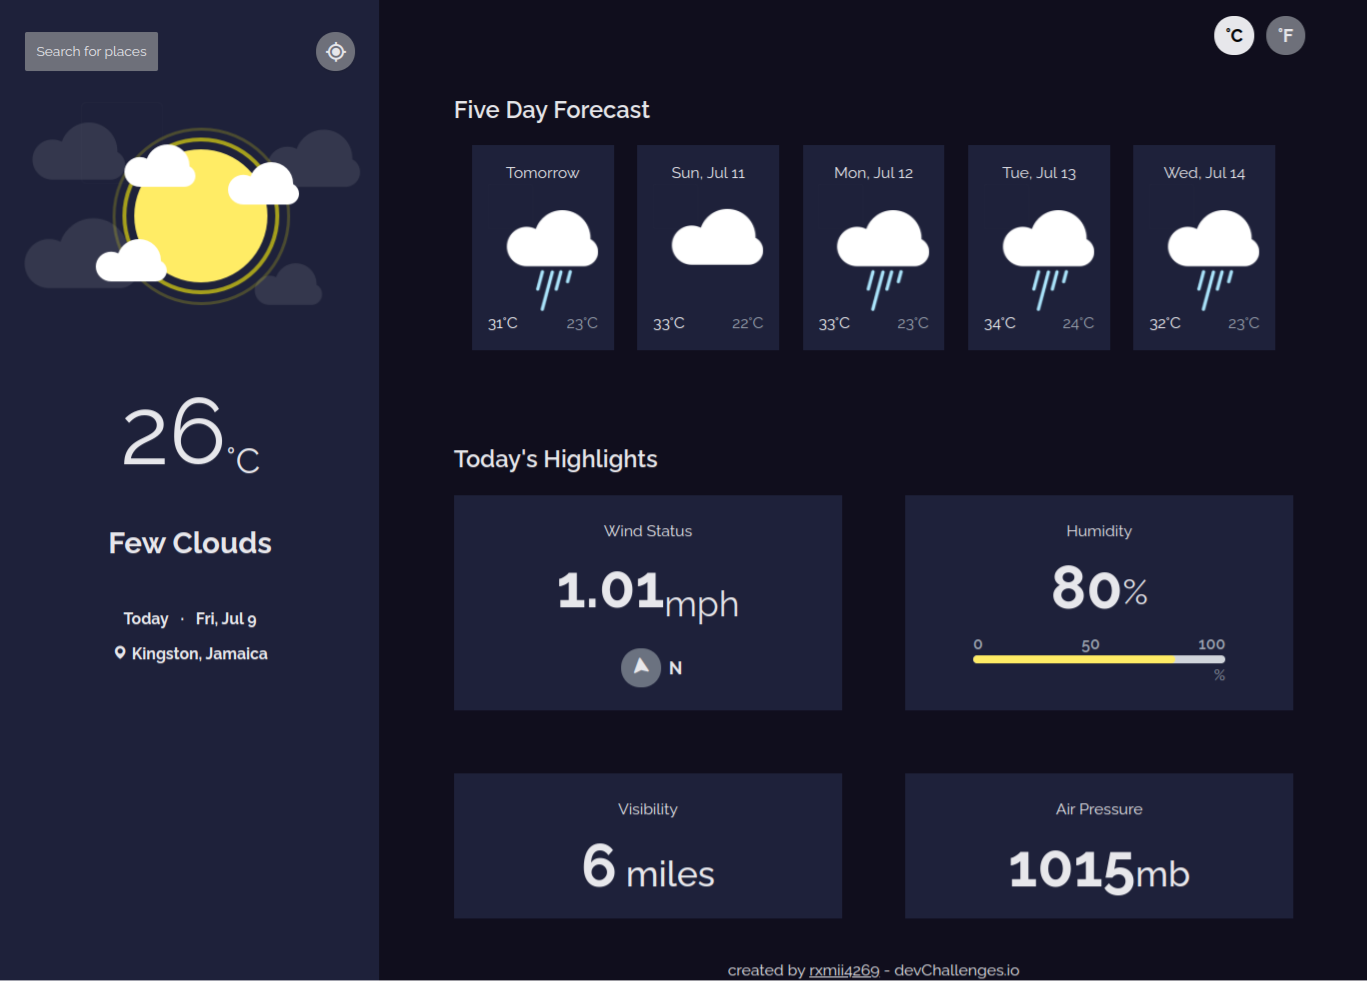 Search for places
26°C
Few Clouds
Today · Fri, Jul 9
Kingston, Jamaica
°C °F
Five Day Forecast
Tomorrow
31°C 23°C
Sun, Jul 11
33°C 22°C
Mon, Jul 12
33°C 23°C
Tue, Jul 13
34°C 24°C
Wed, Jul 14
32°C 23°C
Today's Highlights
Wind Status
1.01mph
N
Humidity
80%
0 50 100
%
Visibility
6 miles
Air Pressure
1015mb
created by rxmii4269 - devChallenges.io